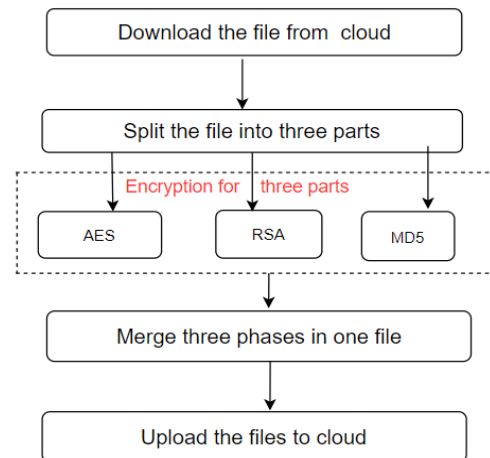 Download the file from cloud
Split the file into three parts
Encryption for three parts
AES
RSA
MD5
Merge three phases in one file
Upload the files to cloud